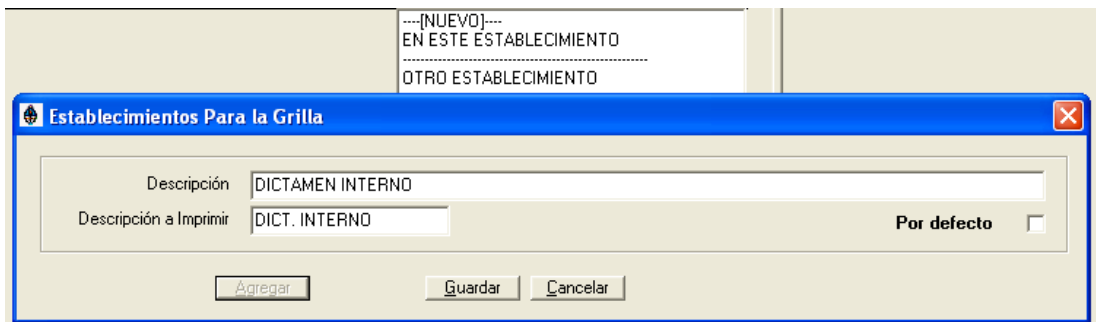 ----[NUEVO]----
EN ESTE ESTABLECIMIENTO
------------------------------------------------------
OTRO ESTABLECIMIENTO
Establecimientos Para la Grilla
Descripción DICTAMEN INTERNO
Descripción a Imprimir DICT. INTERNO Por defecto
Agregar Guardar Cancelar